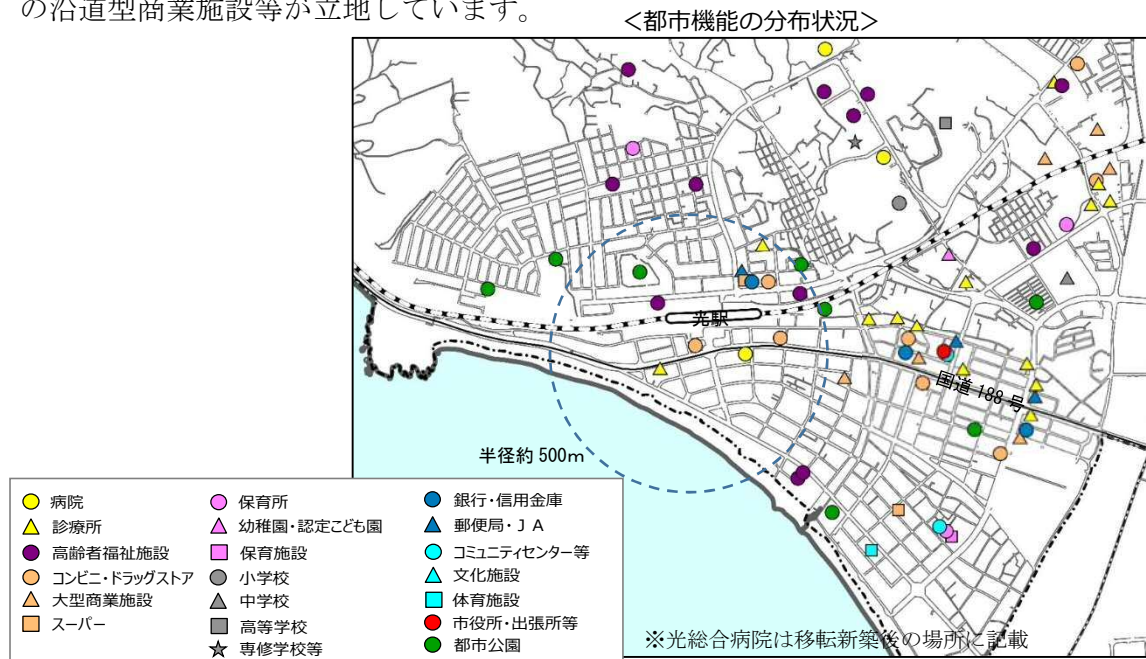 の沿道型商業施設等が立地しています。
＜都市機能の分布状況＞
光駅
国道 188 号
半径約 500m
病院
診療所
高齢者福祉施設
コンビニ・ドラッグストア
大型商業施設
スーパー
保育所
幼稚園・認定こども園
保育施設
小学校
中学校
高等学校
専修学校等
銀行・信用金庫
郵便局・ＪＡ
コミュニティセンター等
文化施設
体育施設
市役所・出張所等
都市公園
※光総合病院は移転新築後の場所に記載